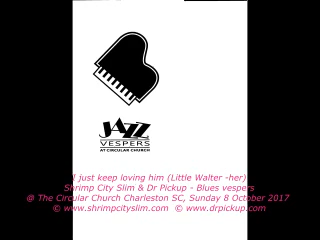 JAZZ
VESPERS
AT CIRCULAR CHURCH
I just keep loving him (Little Walter -her)
Shrimp City Slim & Dr Pickup - Blues vespers
@ The Circular Church Charleston SC, Sunday 8 October 2017
© www.shrimpcityslim.com © www.drpickup.com